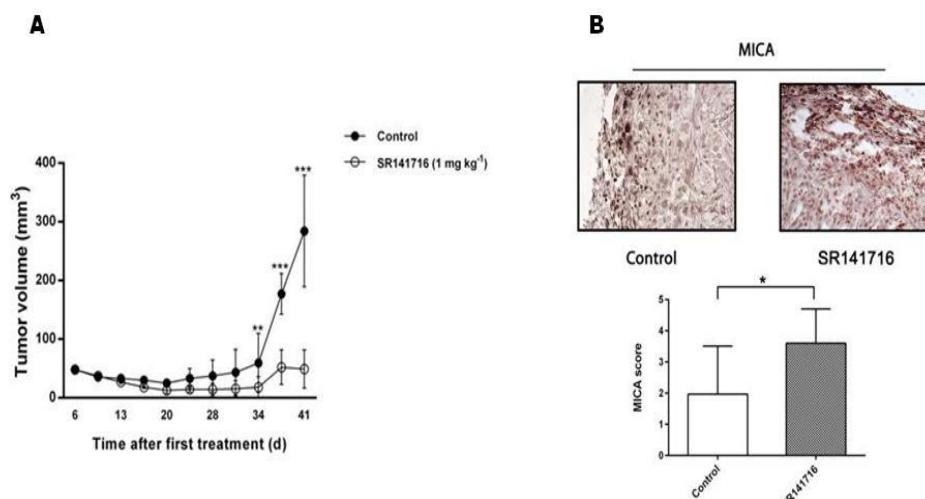 A
Control
SR141716 (1 mg kg-1)
Tumor volume (mm3)
400
300
200
100
0
***
***
**
6 13 20 28 34 41
Time after first treatment (d)
B
MICA
Control SR141716
*
MICA score
5
4
3
2
1
0
Control
SR141716